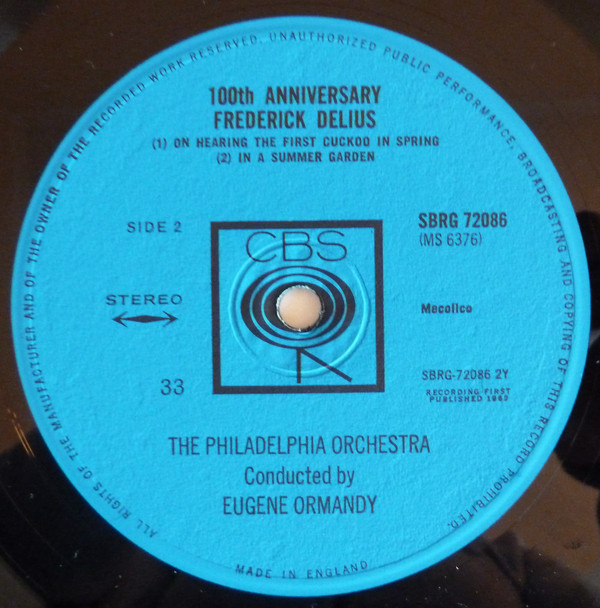 ALL RIGHTS OF THE MANUFACTURER AND OF THE OWNER OF THE RECORDED WORK RESERVED. UNAUTHORIZED PUBLIC PERFORMANCE, BROADCASTING AND COPYING OF THIS RECORD PROHIBITED.
100th ANNIVERSARY
FREDERICK DELIUS
(1) ON HEARING THE FIRST CUCKOO IN SPRING
(2) IN A SUMMER GARDEN
SIDE 2
CBS
SBRG 72086
(MS 6376)
STEREO
Mecolico
33
SBRG-72086 2Y
RECORDING FIRST
PUBLISHED 1962
THE PHILADELPHIA ORCHESTRA
Conducted by
EUGENE ORMANDY
MADE IN ENGLAND